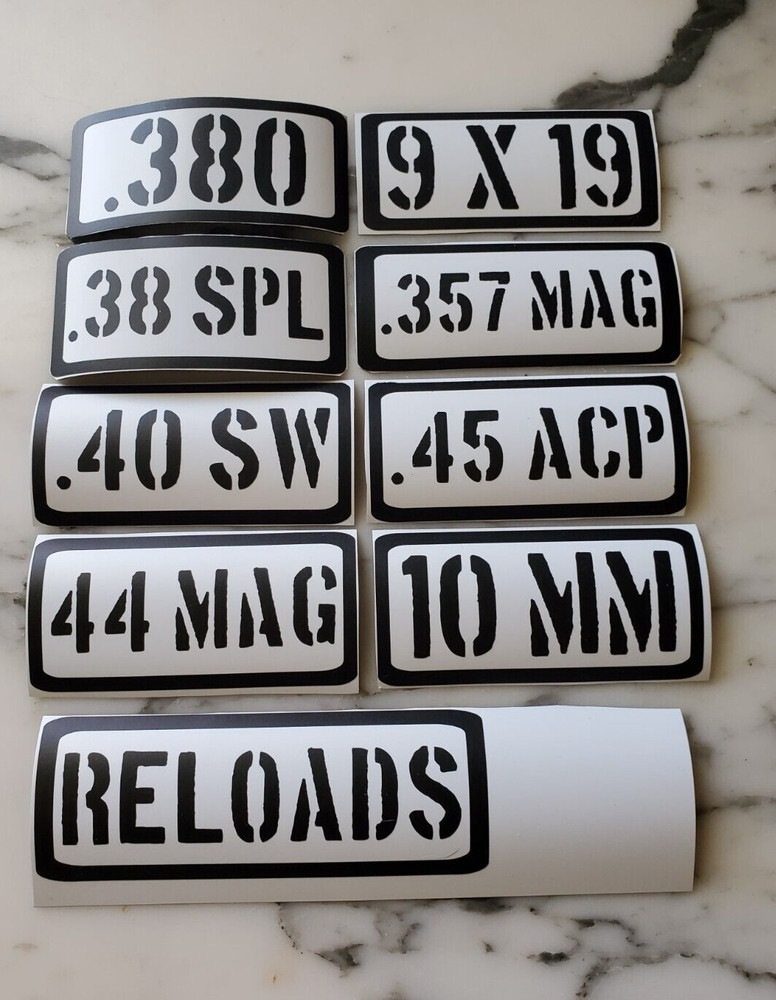 .380
9 X 19
.38 SPL
.357 MAG
.40 SW
.45 ACP
44 MAG
10 MM
RELOADS